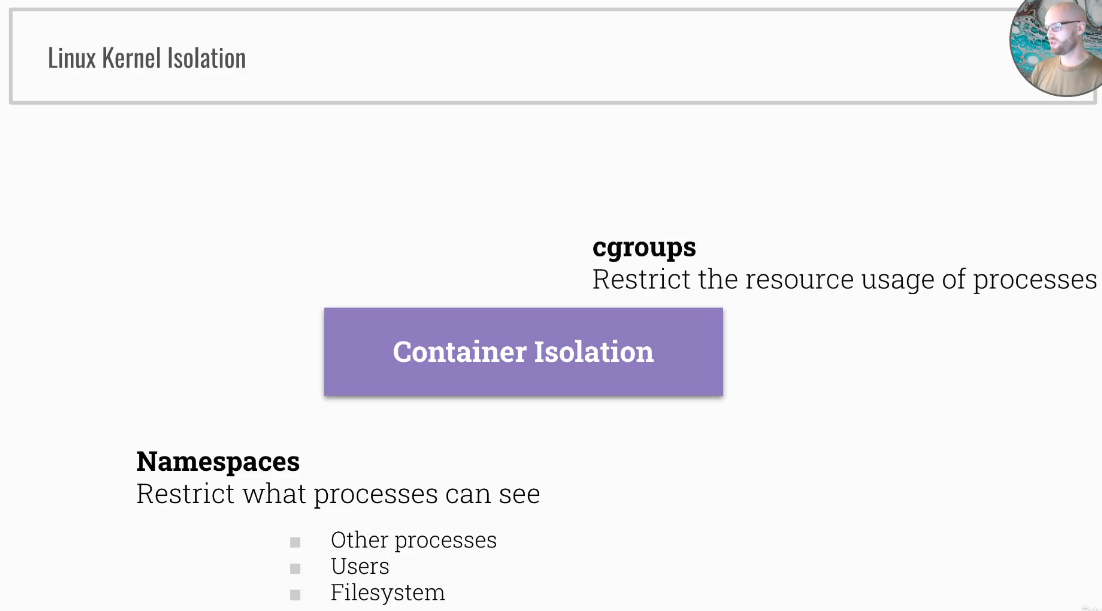 Linux Kernel Isolation
cgroups
Restrict the resource usage of processes
Container Isolation
Namespaces
Restrict what processes can see
Other processes
Users
Filesystem